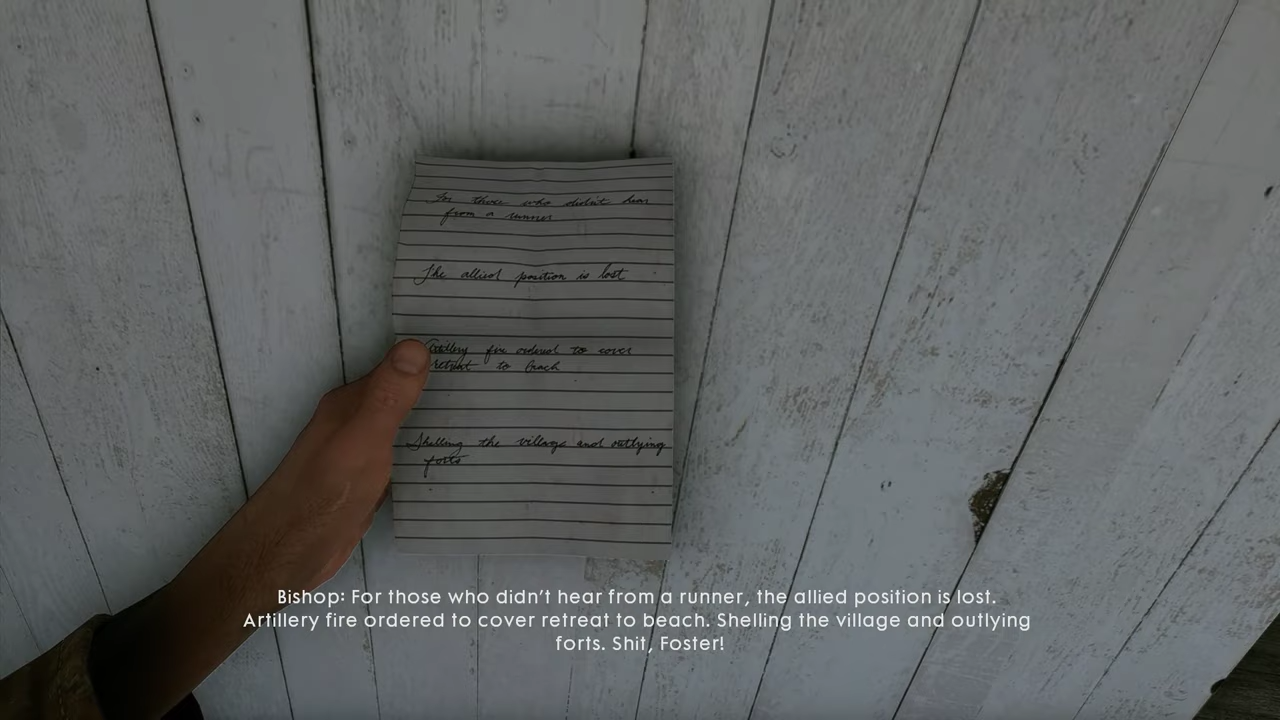 For those who didn't hear
from a runner
The allied position is lost
Artillery fire ordered to cover
retreat to beach
Shelling the village and outlying
forts
Bishop: For those who didn't hear from a runner, the allied position is lost.
Artillery fire ordered to cover retreat to beach. Shelling the village and outlying
forts. Shit, Foster!